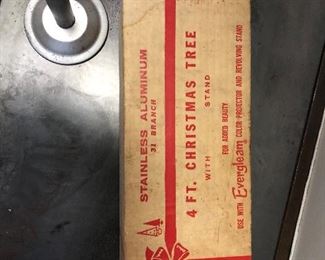 STAINLESS ALUMINUM
31 BRANCH
4 FT. CHRISTMAS TREE
WITH STAND
FOR ADDED BEAUTY
USE WITH Evergleam COLOR PROJECTOR AND REVOLVING STAND